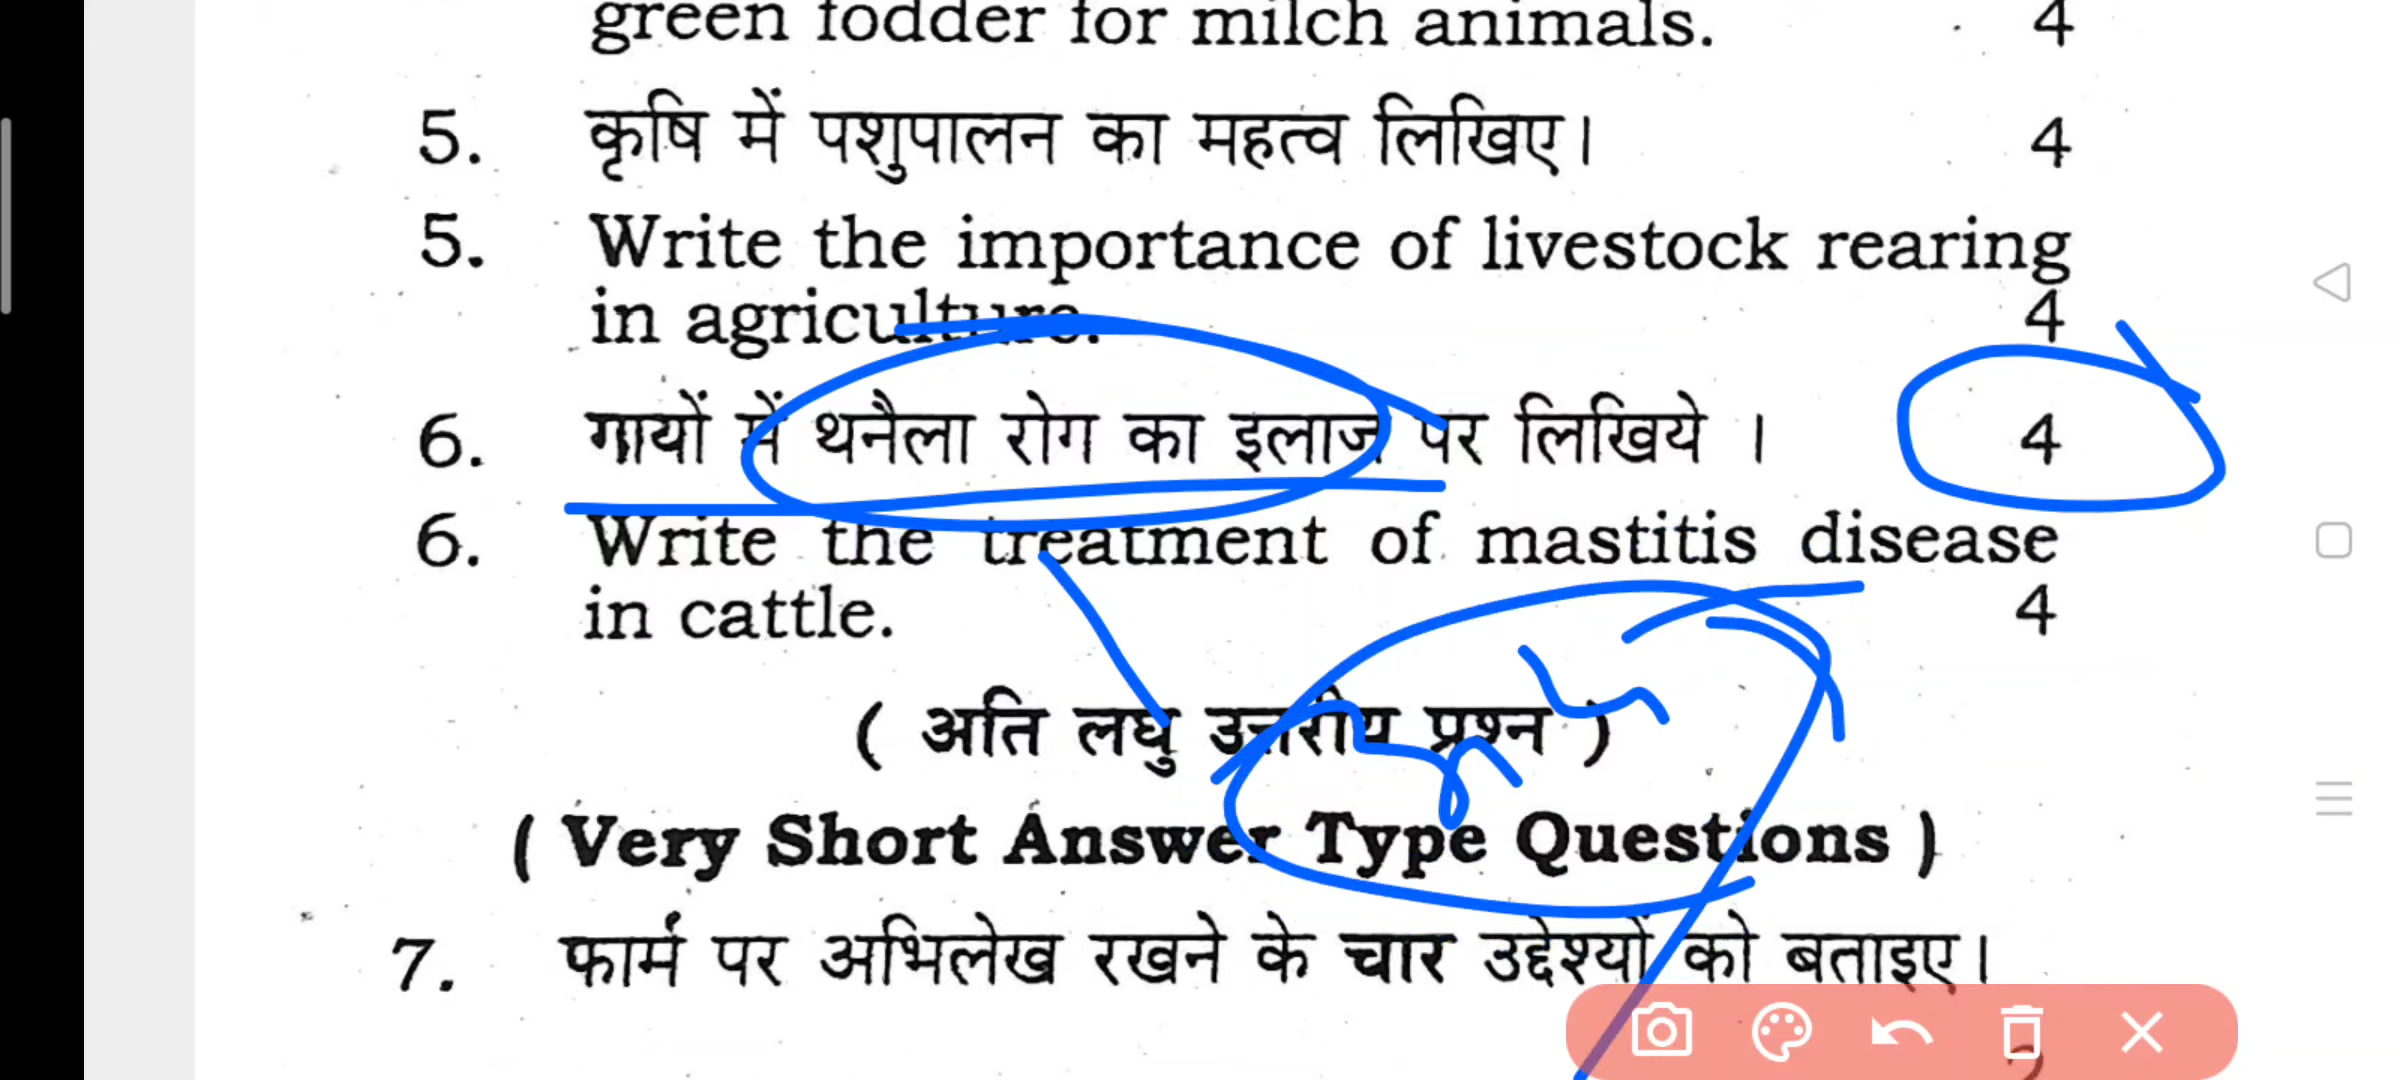 green fodder for milch animals. 4
5. कृषि में पशुपालन का महत्व लिखिए। 4
5. Write the importance of livestock rearing
in agriculture. 4
6. गायों में थनैला रोग का इलाज पर लिखिये । 4
6. Write the treatment of mastitis disease
in cattle. 4
( अति लघु उत्तरीय प्रश्न )
( Very Short Answer Type Questions )
7. फार्म पर अभिलेख रखने के चार उद्देश्यों को बताइए।